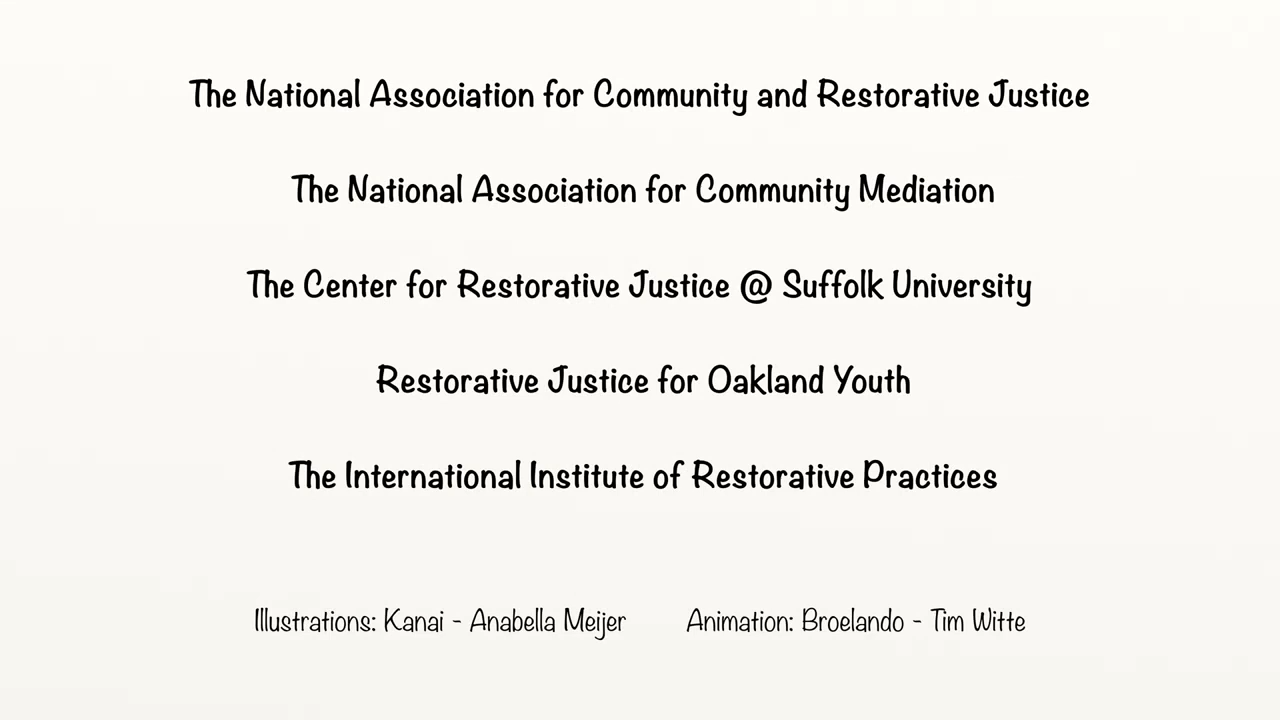 The National Association for Community and Restorative Justice
The National Association for Community Mediation
The Center for Restorative Justice @ Suffolk University
Restorative Justice for Oakland Youth
The International Institute of Restorative Practices
Illustrations: Kanai - Anabella Meijer Animation: Broelando - Tim Witte